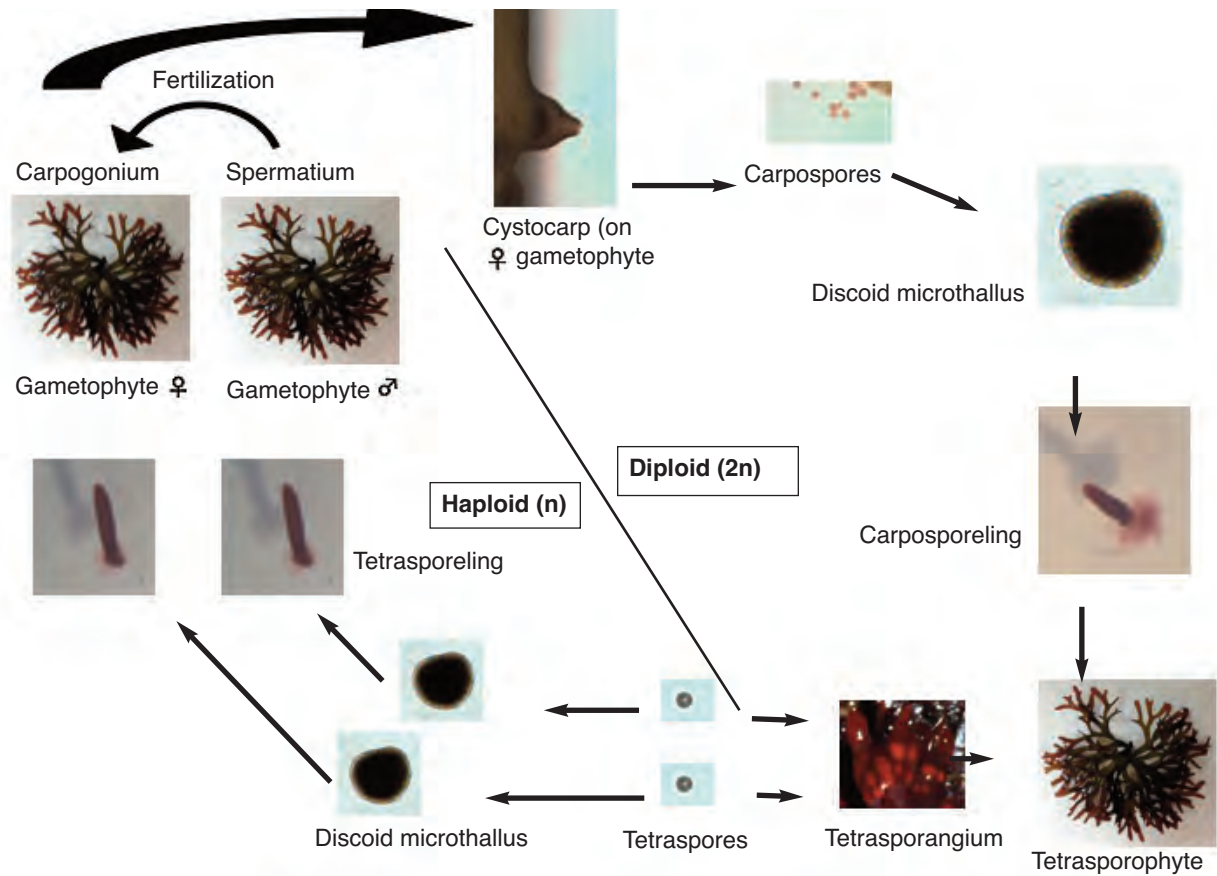 Fertilization
Carpogonium
Spermatium
Gametophyte ♀
Gametophyte ♂
Cystocarp (on
♀ gametophyte
Carpospores
Discoid microthallus
Carposporeling
Diploid (2n)
Haploid (n)
Tetrasporeling
Discoid microthallus
Tetraspores
Tetrasporangium
Tetrasporophyte